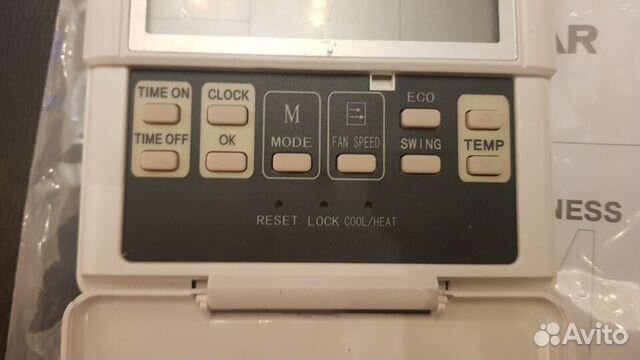 AR
TIME ON
CLOCK
M
ECO
TIME OFF
OK
MODE
FAN SPEED
SWING
TEMP
RESET
LOCK
COOL/HEAT
NESS
Avito